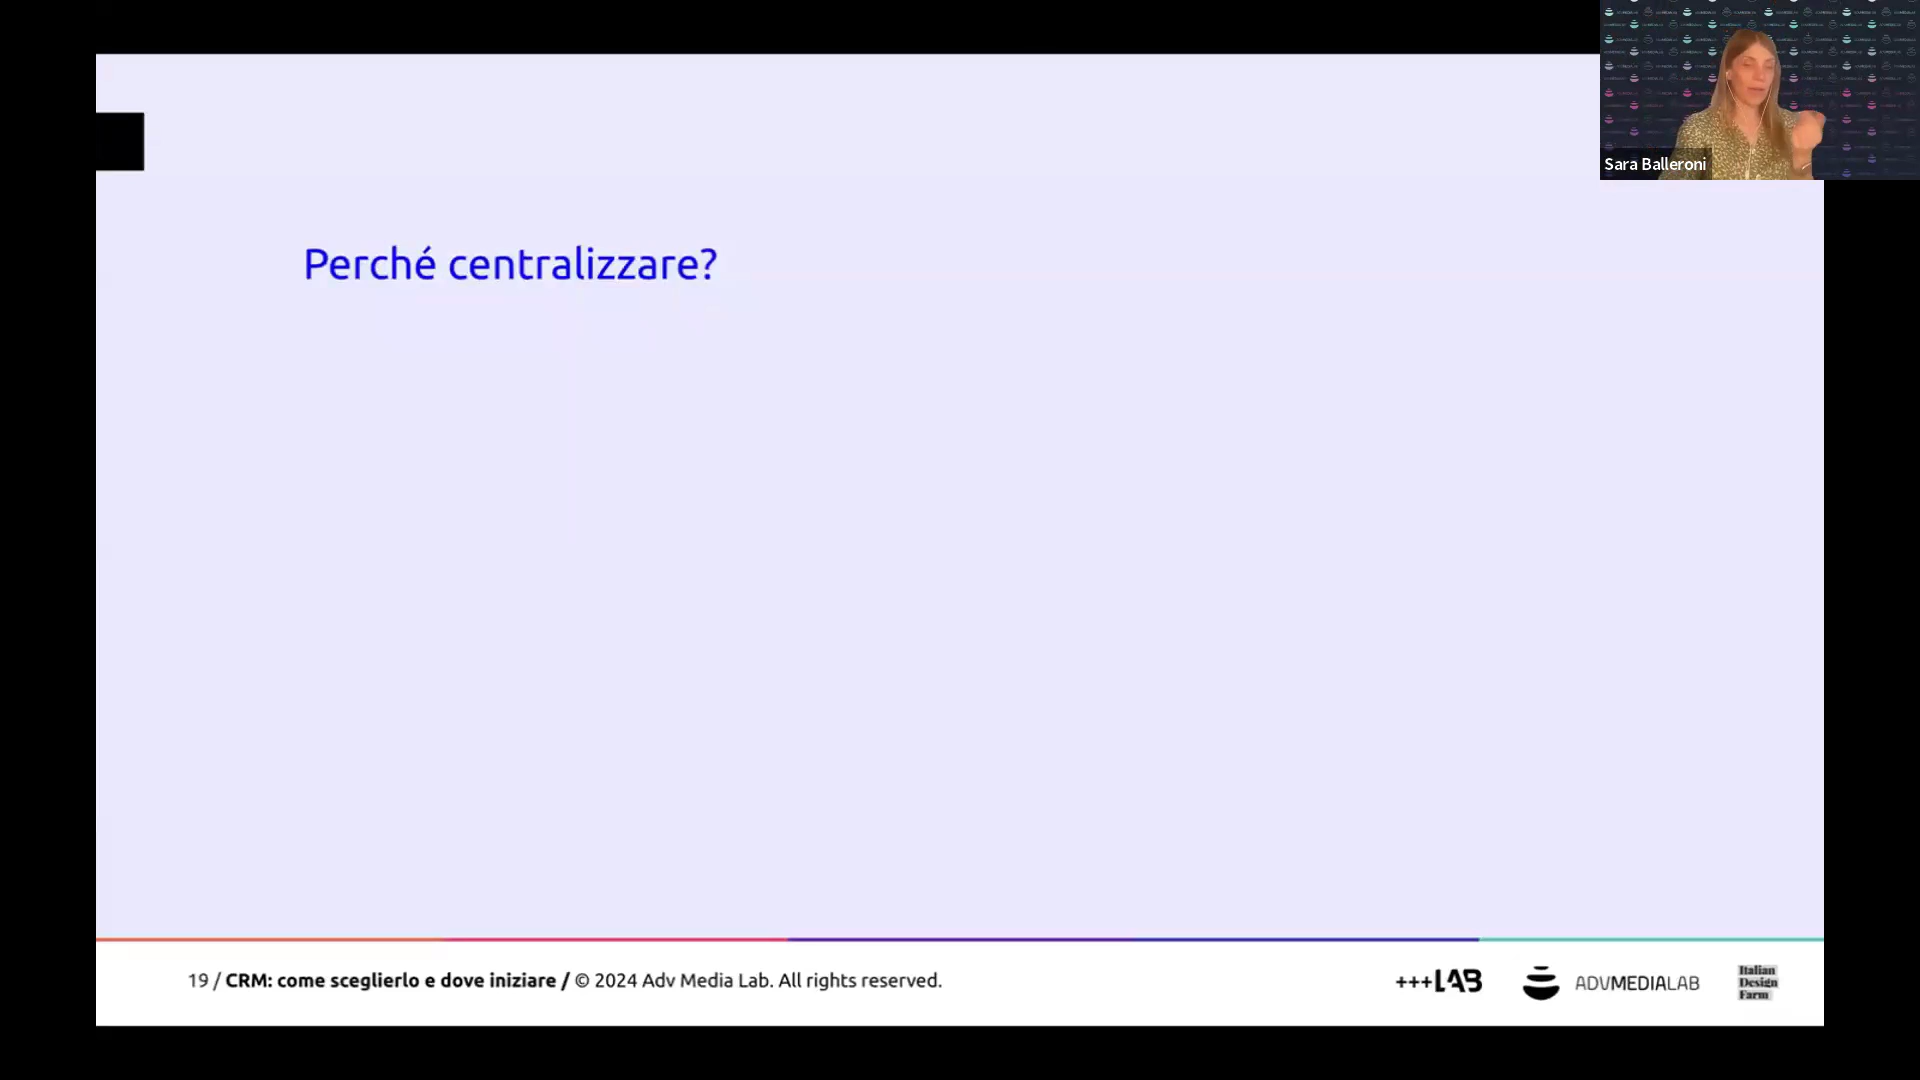 Sara Balleroni
Perché centralizzare?
19 / CRM: come sceglierlo e dove iniziare / © 2024 Adv Media Lab. All rights reserved.
+++LAB
ADVMEDIALAB
Italian
Design
Farm